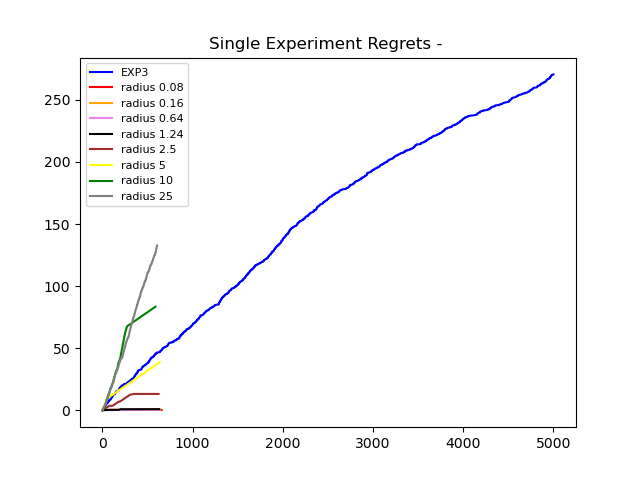 Single Experiment Regrets -
EXP3
radius 0.08
radius 0.16
radius 0.64
radius 1.24
radius 2.5
radius 5
radius 10
radius 25
250
200
150
100
50
0
0 1000 2000 3000 4000 5000